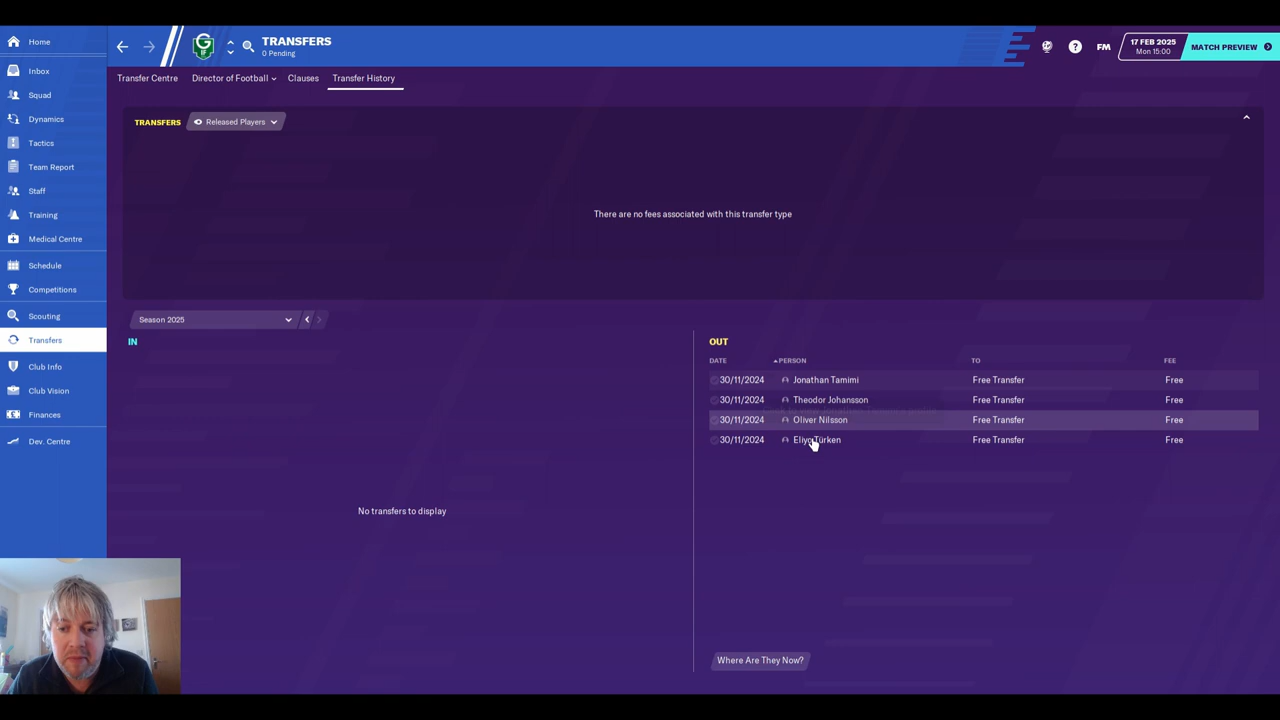 Home
Inbox
Squad
Dynamics
Tactics
Team Report
Staff
Training
Medical Centre
Schedule
Competitions
Scouting
Transfers
Club Info
Club Vision
Finances
Dev. Centre
G
IF
TRANSFERS
0 Pending
?
FM
17 FEB 2025
Mon 15:00
MATCH PREVIEW
Transfer Centre
Director of Football
Clauses
Transfer History
TRANSFERS
Released Players
There are no fees associated with this transfer type
Season 2025
IN
No transfers to display
OUT
DATE PERSON TO FEE
30/11/2024 Jonathan Tamimi Free Transfer Free
30/11/2024 Theodor Johansson Free Transfer Free
30/11/2024 Oliver Nilsson Free Transfer Free
30/11/2024 Türken Free Transfer Free
Where Are They Now?